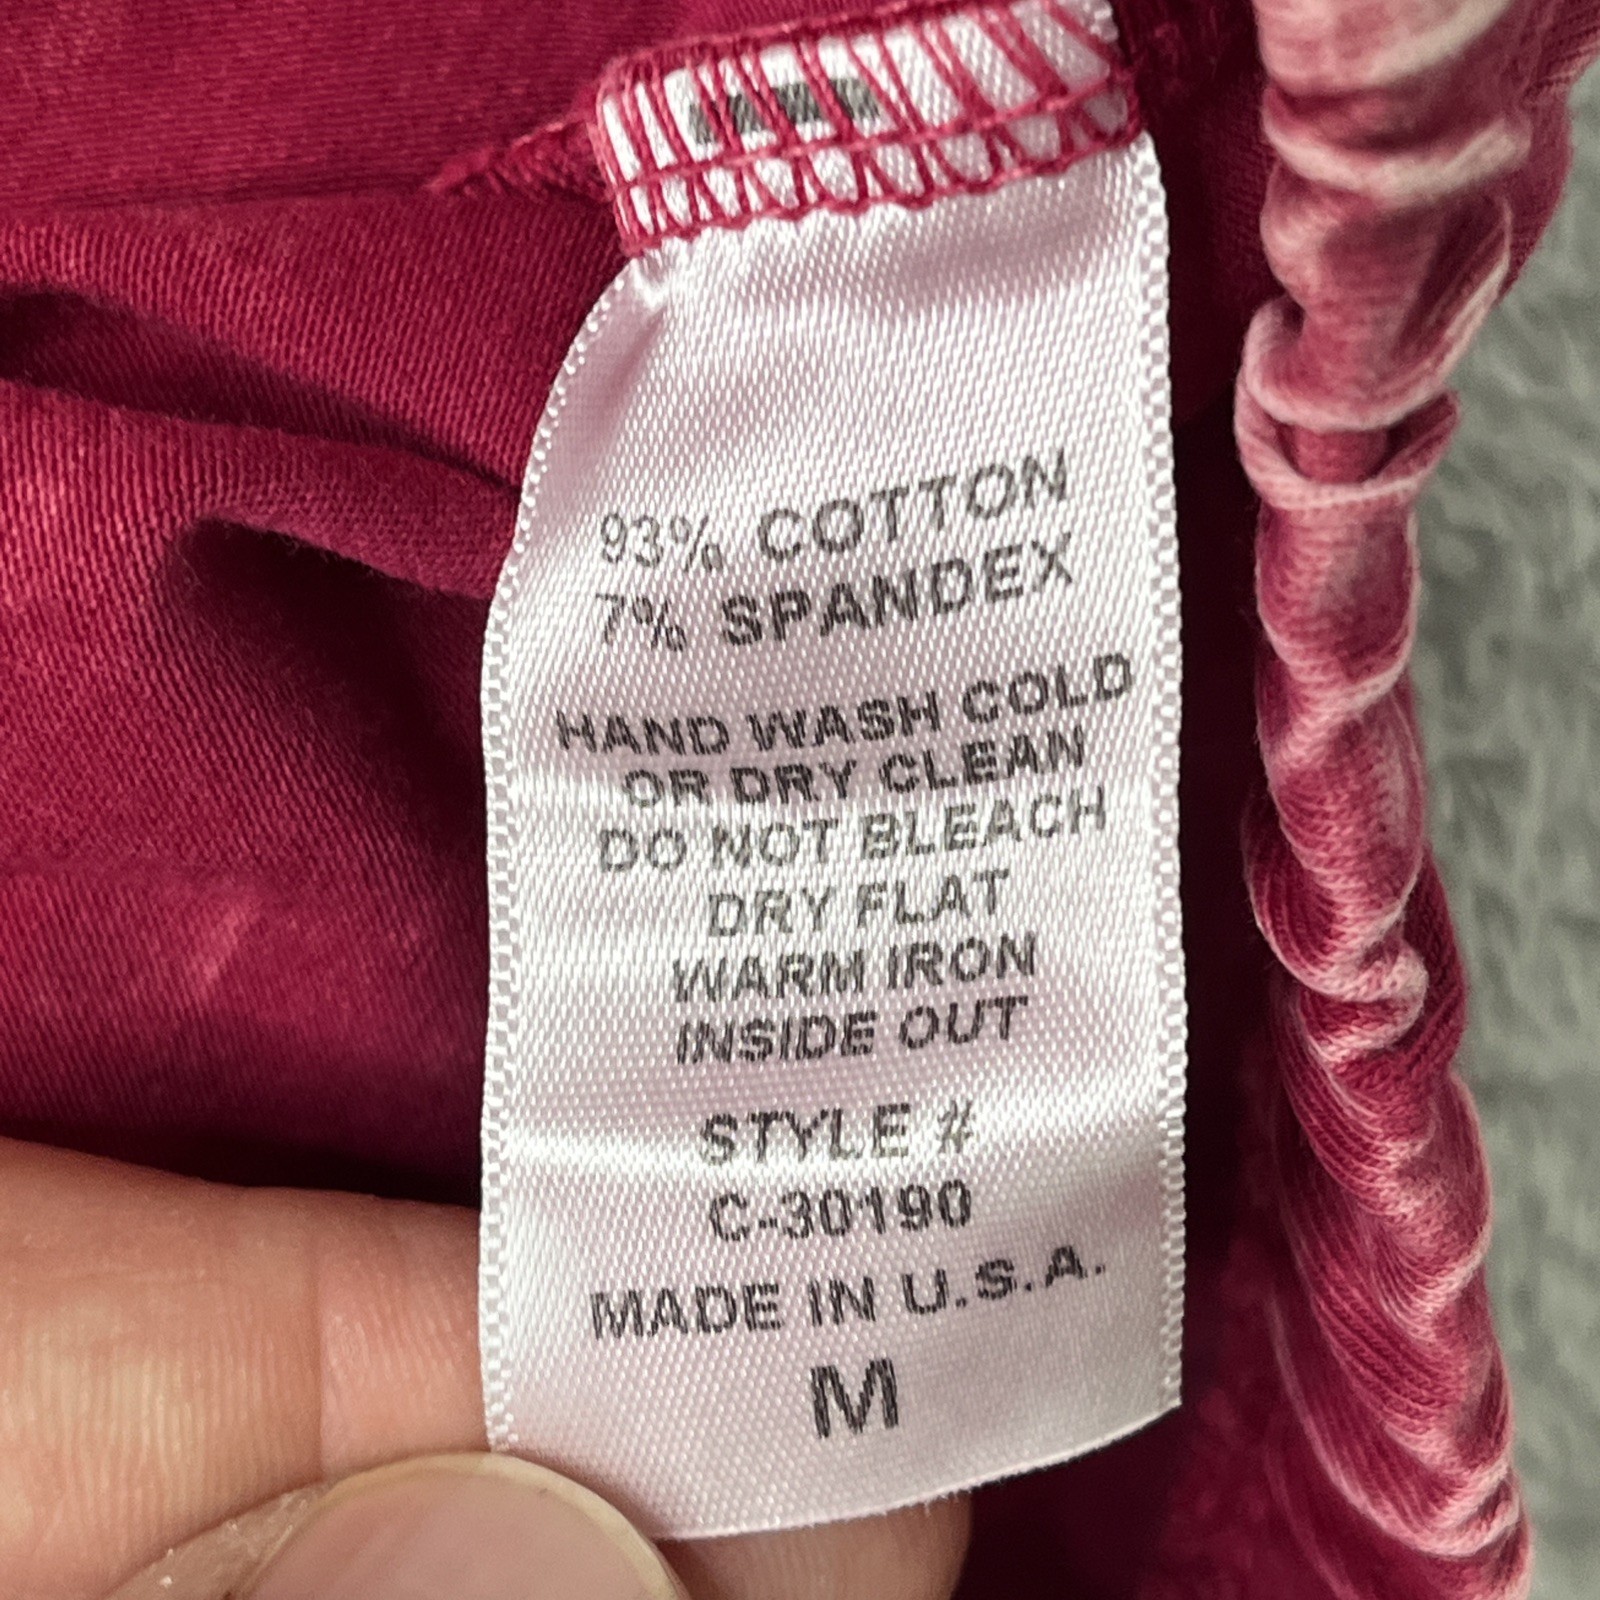 93% COTTON
7% SPANDEX
HAND WASH COLD
OR DRY CLEAN
DO NOT BLEACH
DRY FLAT
WARM IRON
INSIDE OUT
STYLE #
C-30190
MADE IN U.S.A.
M